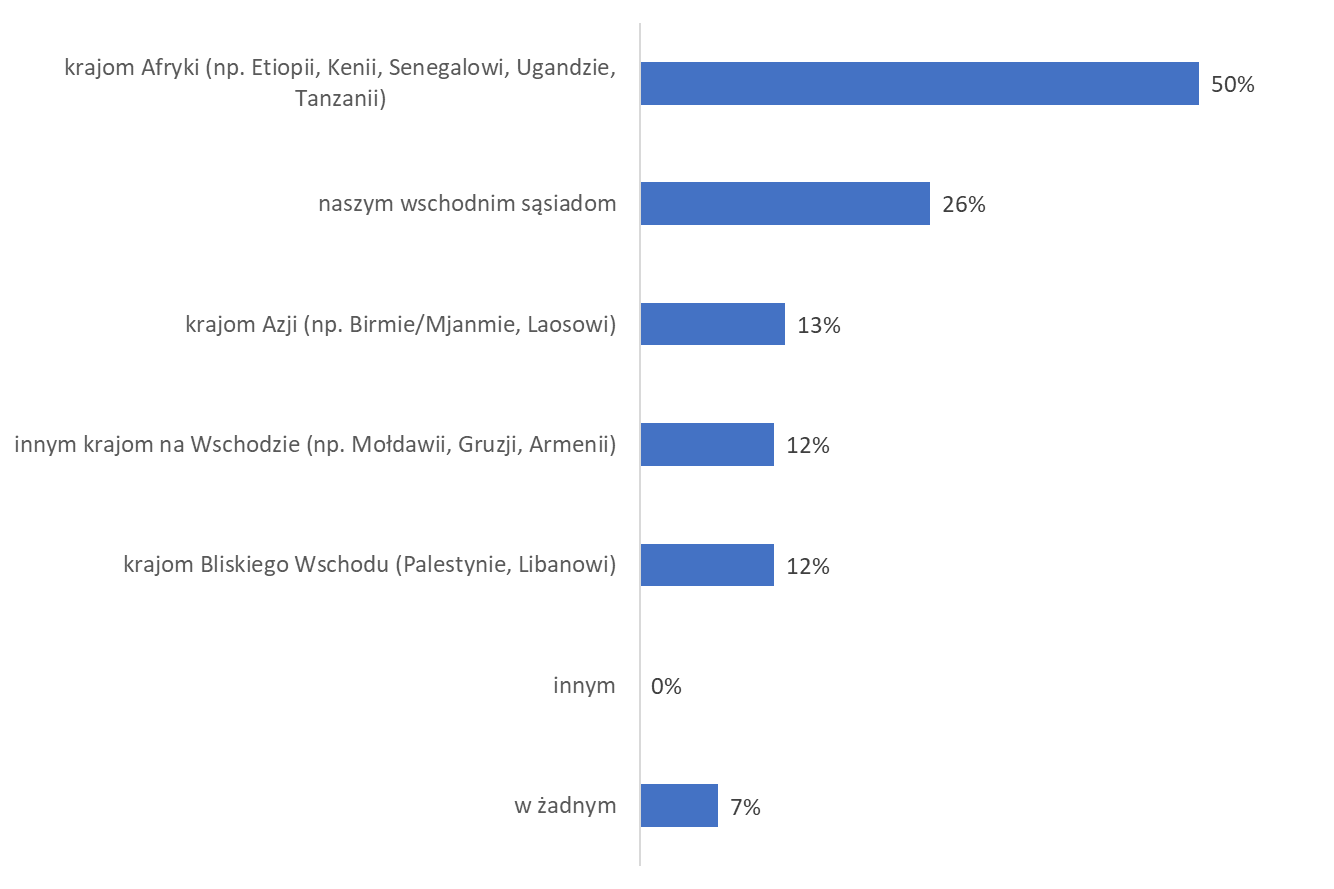 krajom Afryki (np. Etiopii, Kenii, Senegalowi, Ugandzie,
Tanzanii)
50%
naszym wschodnim sąsiadom
26%
krajom Azji (np. Birmie/Mjanmie, Laosowi)
13%
innym krajom na Wschodzie (np. Mołdawii, Gruzji, Armenii)
12%
krajom Bliskiego Wschodu (Palestynie, Libanowi)
12%
innym
0%
w żadnym
7%